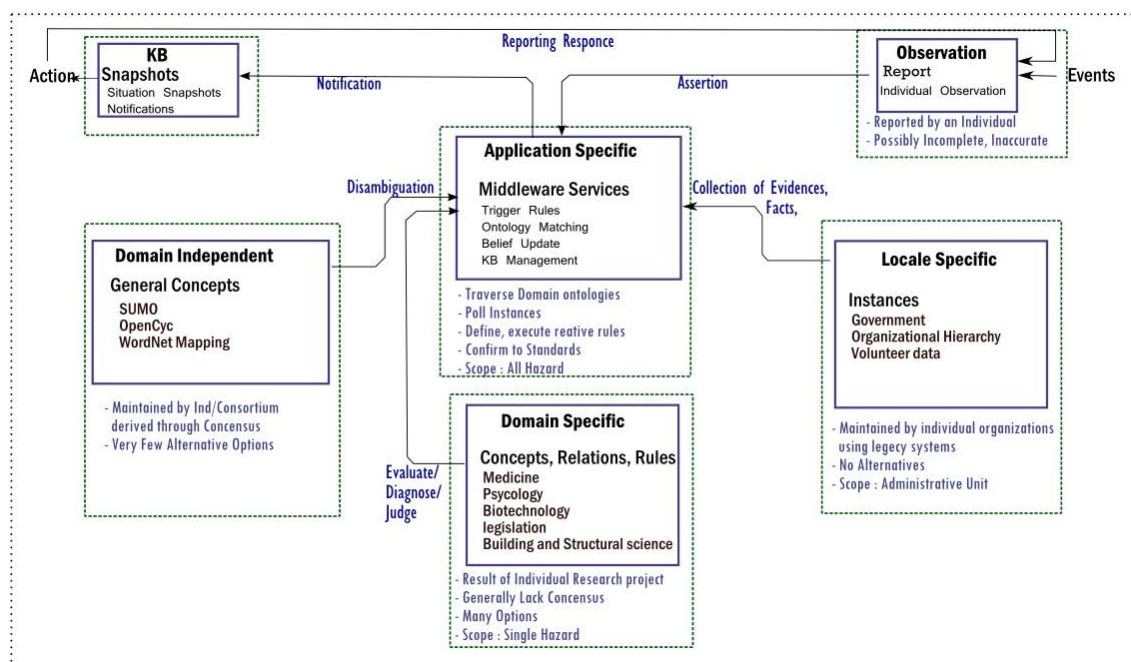 Reporting Responce
KB
Snapshots
Situation Snapshots
Notifications
Action
Notification
Assertion
Observation
Report
Individual Observation
Events
- Reported by an Individual
- Possibly Incomplete, Inaccurate
Application Specific
Middleware Services
Trigger Rules
Ontology Matching
Belief Update
KB Management
- Traverse Domain ontologies
- Poll Instances
- Define, execute reative rules
- Confirm to Standards
- Scope : All Hazard
Disambiguation
Collection of Evidences,
Facts,
Domain Independent
General Concepts
SUMO
OpenCyc
WordNet Mapping
- Maintained by Ind/Consortium
derived through Concensus
- Very Few Alternative Options
Locale Specific
Instances
Government
Organizational Hierarchy
Volunteer data
- Maintained by individual organizations
using legecy systems
- No Alternatives
- Scope : Administrative Unit
Evaluate/
Diagnose/
Judge
Domain Specific
Concepts, Relations, Rules
Medicine
Psycology
Biotechnology
legislation
Building and Structural science
- Result of Individual Research project
- Generally Lack Concensus
- Many Options
- Scope : Single Hazard